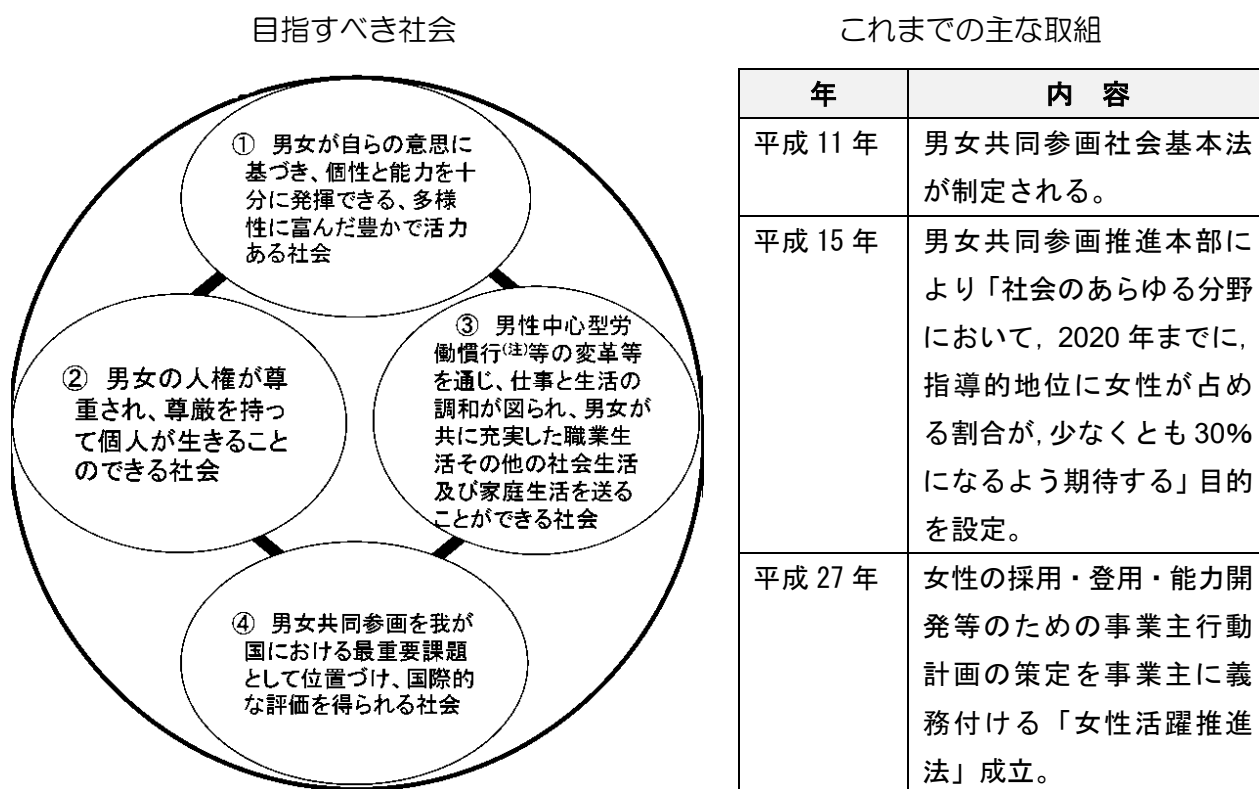 目指すべき社会
① 男女が自らの意思に
基づき、個性と能力を十
分に発揮できる、多様
性に富んだ豊かで活力
ある社会
② 男女の人権が尊
重され、尊厳を持っ
て個人が生きること
のできる社会
③ 男性中心型労
働慣行(注)等の変革等
を通じ、仕事と生活の
調和が図られ、男女が
共に充実した職業生
活その他の社会生活
及び家庭生活を送る
ことができる社会
④ 男女共同参画を我が
国における最重要課題
として位置づけ、国際的
な評価を得られる社会
これまでの主な取組
年 内 容
平成 11 年 男女共同参画社会基本法
が制定される。
平成 15 年 男女共同参画推進本部に
より「社会のあらゆる分野
において, 2020 年までに,
指導的地位に女性が占め
る割合が, 少なくとも 30%
になるよう期待する」目的
を設定。
平成 27 年 女性の採用・登用・能力開
発等のための事業主行動
計画の策定を事業主に義
務付ける「女性活躍推進
法」成立。